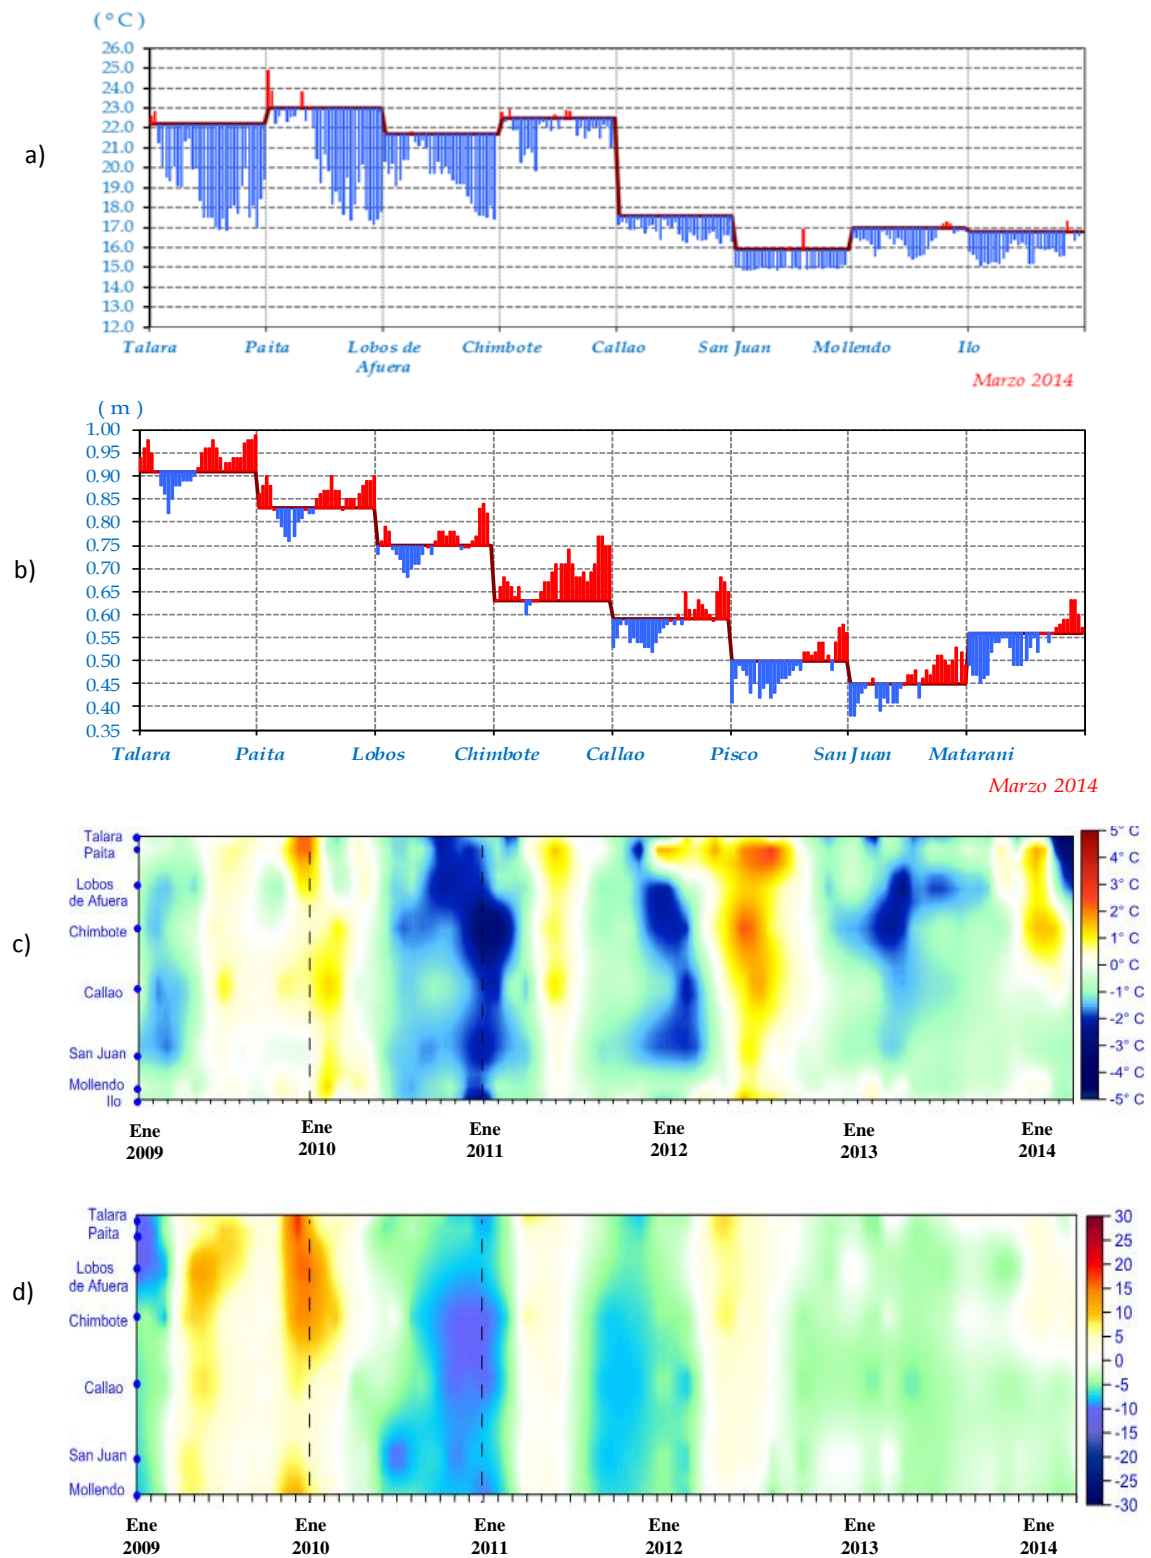 a)
(°C)
26.0
25.0
24.0
23.0
22.0
21.0
20.0
19.0
18.0
17.0
16.0
15.0
14.0
13.0
12.0
Talara Paita Lobos de Afuera Chimbote Callao San Juan Mollendo Ilo
Marzo 2014
b)
(m)
1.00
0.95
0.90
0.85
0.80
0.75
0.70
0.65
0.60
0.55
0.50
0.45
0.40
0.35
Talara Paita Lobos Chimbote Callao Pisco San Juan Matarani
Marzo 2014
c)
Talara
Paita
Lobos
de Afuera
Chimbote
Callao
San Juan
Mollendo
Ilo
5° C
4° C
3° C
2° C
1° C
0° C
-1° C
-2° C
-3° C
-4° C
-5° C
Ene 2009
Ene 2010
Ene 2011
Ene 2012
Ene 2013
Ene 2014
d)
Talara
Paita
Lobos
de Afuera
Chimbote
Callao
San Juan
Mollendo
30
25
20
15
10
5
0
-5
-10
-15
-20
-25
-30
Ene 2009
Ene 2010
Ene 2011
Ene 2012
Ene 2013
Ene 2014